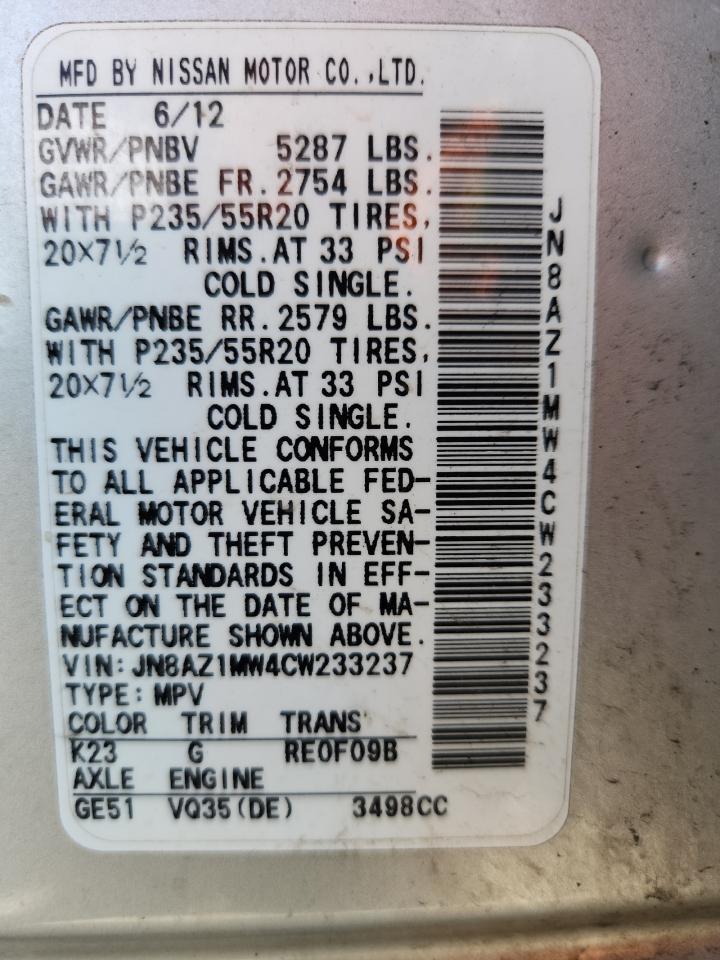 MFD BY NISSAN MOTOR CO.,LTD.
DATE 6/12
GVWR/PNBV 5287 LBS.
GAWR/PNBE FR.2754 LBS.
WITH P235/55R20 TIRES,
20×7½ RIMS.AT 33 PSI
COLD SINGLE.
GAWR/PNBE RR.2579 LBS.
WITH P235/55R20 TIRES,
20×7½ RIMS.AT 33 PSI
COLD SINGLE.
THIS VEHICLE CONFORMS
TO ALL APPLICABLE FED-
ERAL MOTOR VEHICLE SA-
FETY AND THEFT PREVEN-
TION STANDARDS IN EFF-
ECT ON THE DATE OF MA-
NUFACTURE SHOWN ABOVE.
VIN:JN8AZ1MW4CW233237
TYPE:MPV
COLOR TRIM TRANS
K23 G RE0F09B
AXLE ENGINE
GE51 VQ35(DE) 3498CC
JN8AZ1MW4CW233237